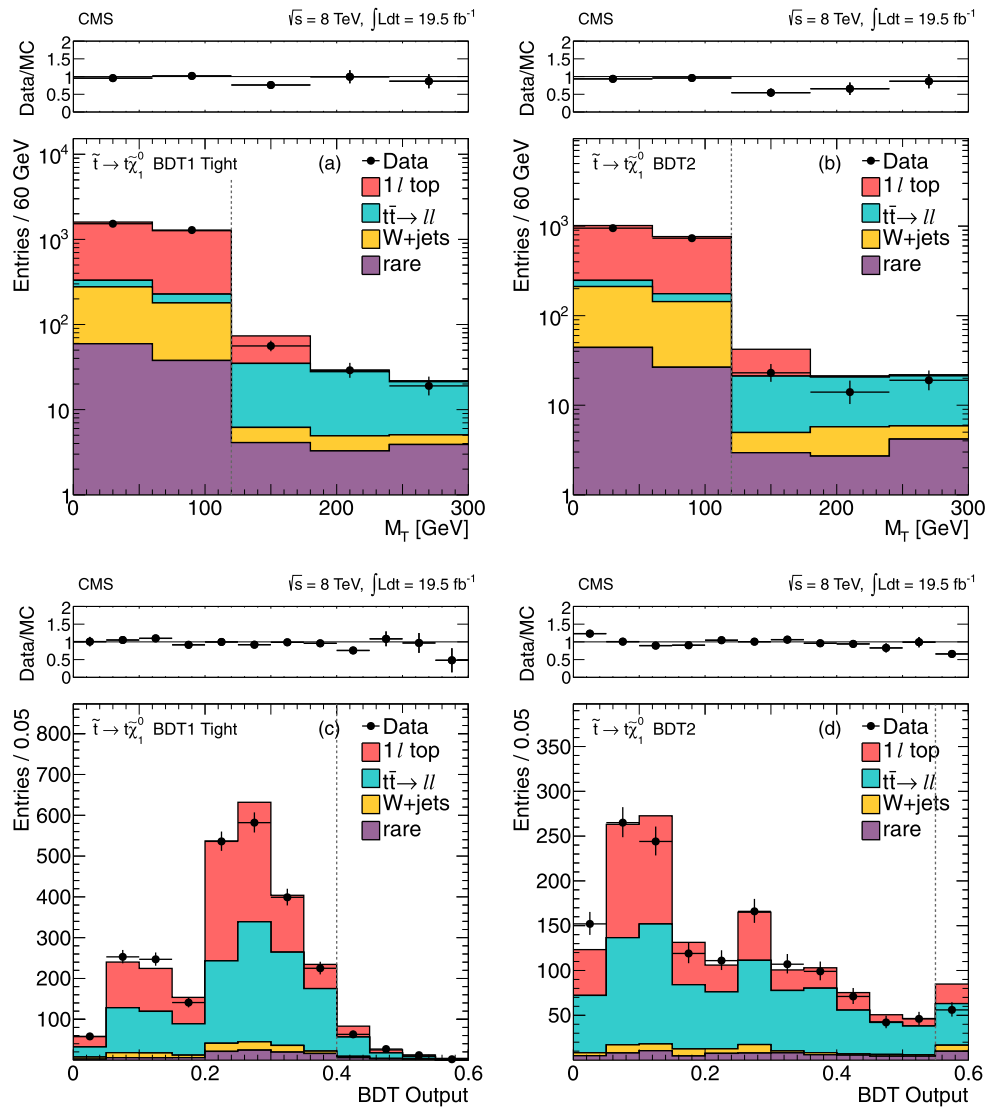 CMS √s = 8 TeV, ∫Ldt = 19.5 fb⁻¹
Data/MC
2
1.5
1
0.5
0
Entries / 60 GeV
10⁴
10³
10²
10
1
t̃ → tχ̃₁⁰ BDT1 Tight (a)
Data
1 l top
tt̄ → ll
W+jets
rare
0 100 200 300
M_T [GeV]
CMS √s = 8 TeV, ∫Ldt = 19.5 fb⁻¹
Data/MC
2
1.5
1
0.5
0
Entries / 60 GeV
10⁴
10³
10²
10
1
t̃ → tχ̃₁⁰ BDT2 (b)
Data
1 l top
tt̄ → ll
W+jets
rare
0 100 200 300
M_T [GeV]
CMS √s = 8 TeV, ∫Ldt = 19.5 fb⁻¹
Data/MC
2
1.5
1
0.5
0
Entries / 0.05
800
700
600
500
400
300
200
100
t̃ → tχ̃₁⁰ BDT1 Tight (c)
Data
1 l top
tt̄ → ll
W+jets
rare
0 0.2 0.4 0.6
BDT Output
CMS √s = 8 TeV, ∫Ldt = 19.5 fb⁻¹
Data/MC
2
1.5
1
0.5
0
Entries / 0.05
350
300
250
200
150
100
50
t̃ → tχ̃₁⁰ BDT2 (d)
Data
1 l top
tt̄ → ll
W+jets
rare
0 0.2 0.4 0.6
BDT Output